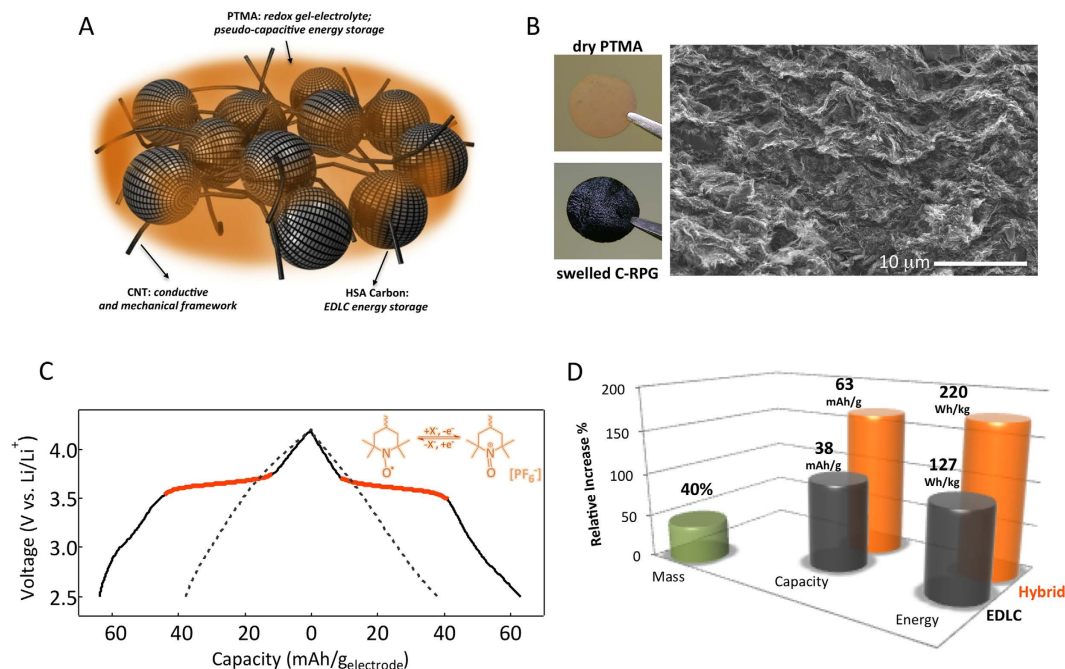 A
PTMA: redox gel-electrolyte;
pseudo-capacitive energy storage
CNT: conductive
and mechanical framework
HSA Carbon:
EDLC energy storage
B
dry PTMA
swelled C-RPG
10 μm
C
Voltage (V vs. Li/Li⁺)
4.0
3.5
3.0
2.5
60 40 20 0 20 40 60
Capacity (mAh/g_electrode)
+X⁻, -e⁻
-X⁻, +e⁻
N
O•
N
O
[PF₆⁻]
D
Relative Increase %
200
150
100
50
0
40%
38
mAh/g
63
mAh/g
127
Wh/kg
220
Wh/kg
Mass
Capacity
Energy
EDLC
Hybrid